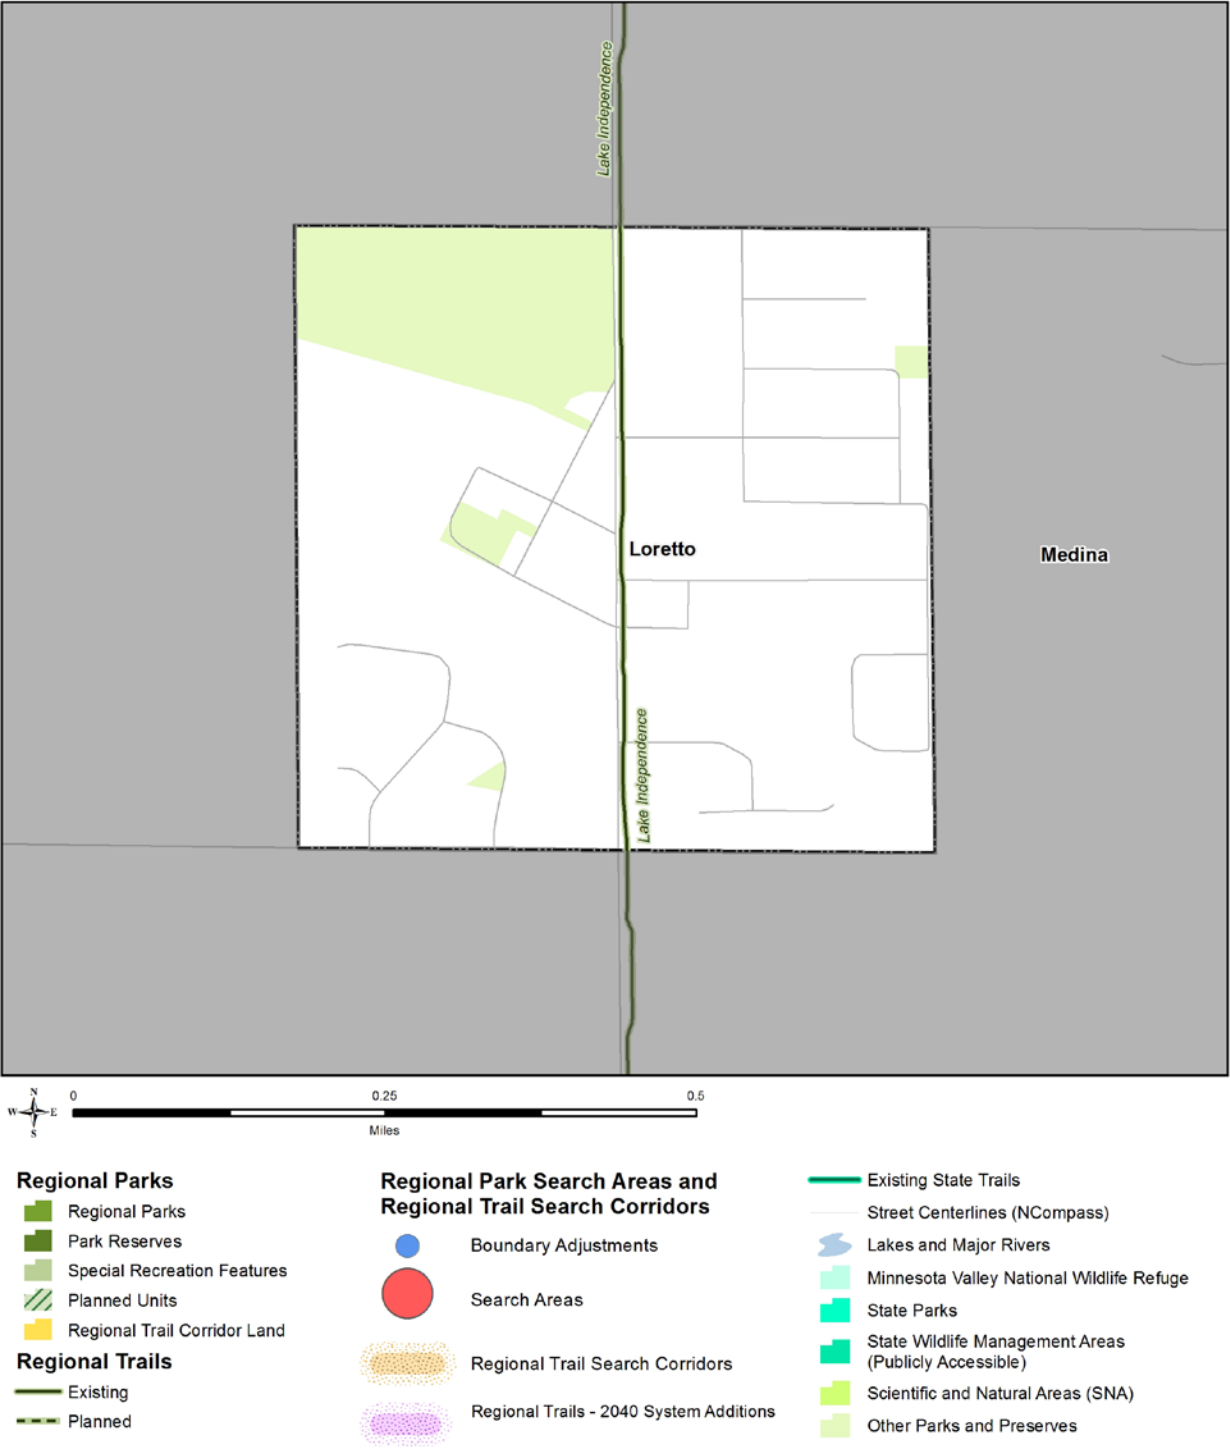 Lake Independence
Loretto
Medina
Lake Independence
N
W E
S
0 0.25 0.5
Miles
Regional Parks
Regional Parks
Park Reserves
Special Recreation Features
Planned Units
Regional Trail Corridor Land
Regional Trails
Existing
Planned
Regional Park Search Areas and
Regional Trail Search Corridors
Boundary Adjustments
Search Areas
Regional Trail Search Corridors
Regional Trails - 2040 System Additions
Existing State Trails
Street Centerlines (NCompass)
Lakes and Major Rivers
Minnesota Valley National Wildlife Refuge
State Parks
State Wildlife Management Areas
(Publicly Accessible)
Scientific and Natural Areas (SNA)
Other Parks and Preserves